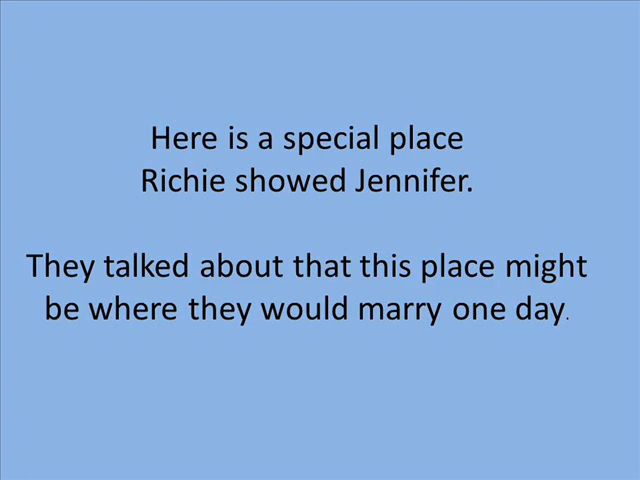 Here is a special place
Richie showed Jennifer.
They talked about that this place might
be where they would marry one day.